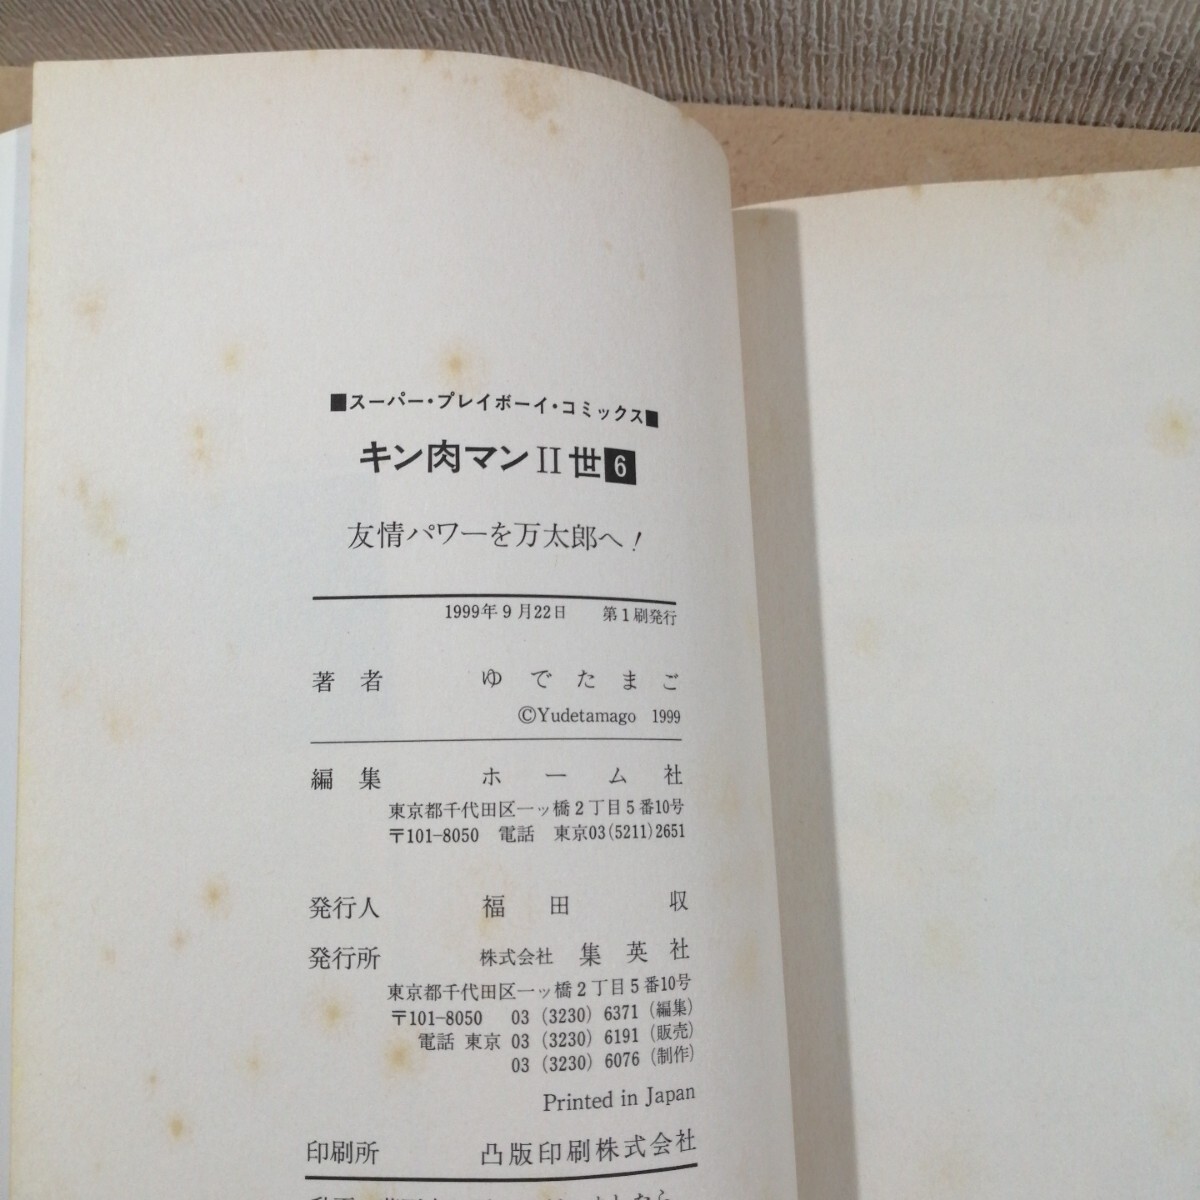 ■スーパー・プレイボーイ・コミックス■
キン肉マンII世6
友情パワーを万太郎へ!
1999年9月22日 第1刷発行
著者 ゆでたまご
©Yudetamago 1999
編集 ホーム社
東京都千代田区一ッ橋2丁目5番10号
〒101-8050 電話 東京03(5211)2651
発行人 福田 収
発行所 株式会社 集英社
東京都千代田区一ッ橋2丁目5番10号
〒101-8050 03 (3230) 6371 (編集)
電話 東京 03 (3230) 6191 (販売)
03 (3230) 6076 (制作)
Printed in Japan
印刷所 凸版印刷株式会社